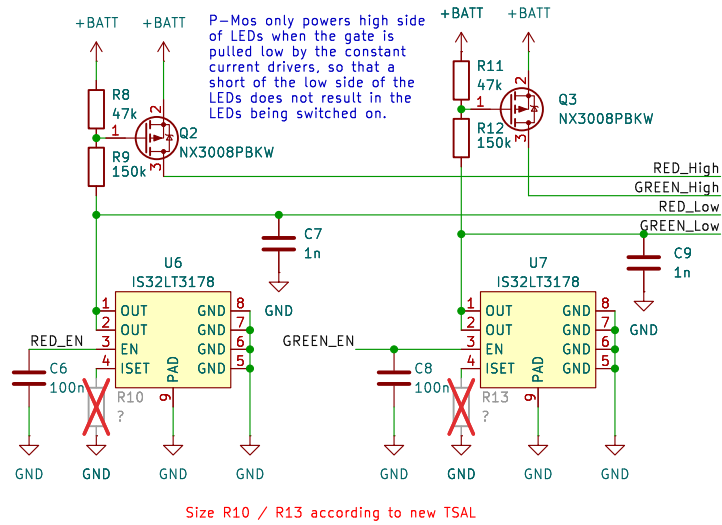 +BATT
+BATT
P-Mos only powers high side
of LEDs when the gate is
pulled low by the constant
current drivers, so that a
short of the low side of the
LEDs does not result in the
LEDs being switched on.
+BATT
+BATT
R8
47k
1
2
3
Q2
NX3008PBKW
R9
150k
R11
47k
1
2
3
Q3
NX3008PBKW
R12
150k
RED_High
GREEN_High
RED_Low
GREEN_Low
C7
1n
GND
C9
1n
GND
U6
IS32LT3178
1 OUT GND 8
2 OUT GND 7
3 EN GND 6
4 ISET GND 5
PAD
9
RED_EN
C6
100n
R10
?
GND
GND
GND
GND
U7
IS32LT3178
1 OUT GND 8
2 OUT GND 7
3 EN GND 6
4 ISET GND 5
PAD
9
GREEN_EN
C8
100n
R13
?
GND
GND
GND
GND
Size R10 / R13 according to new TSAL